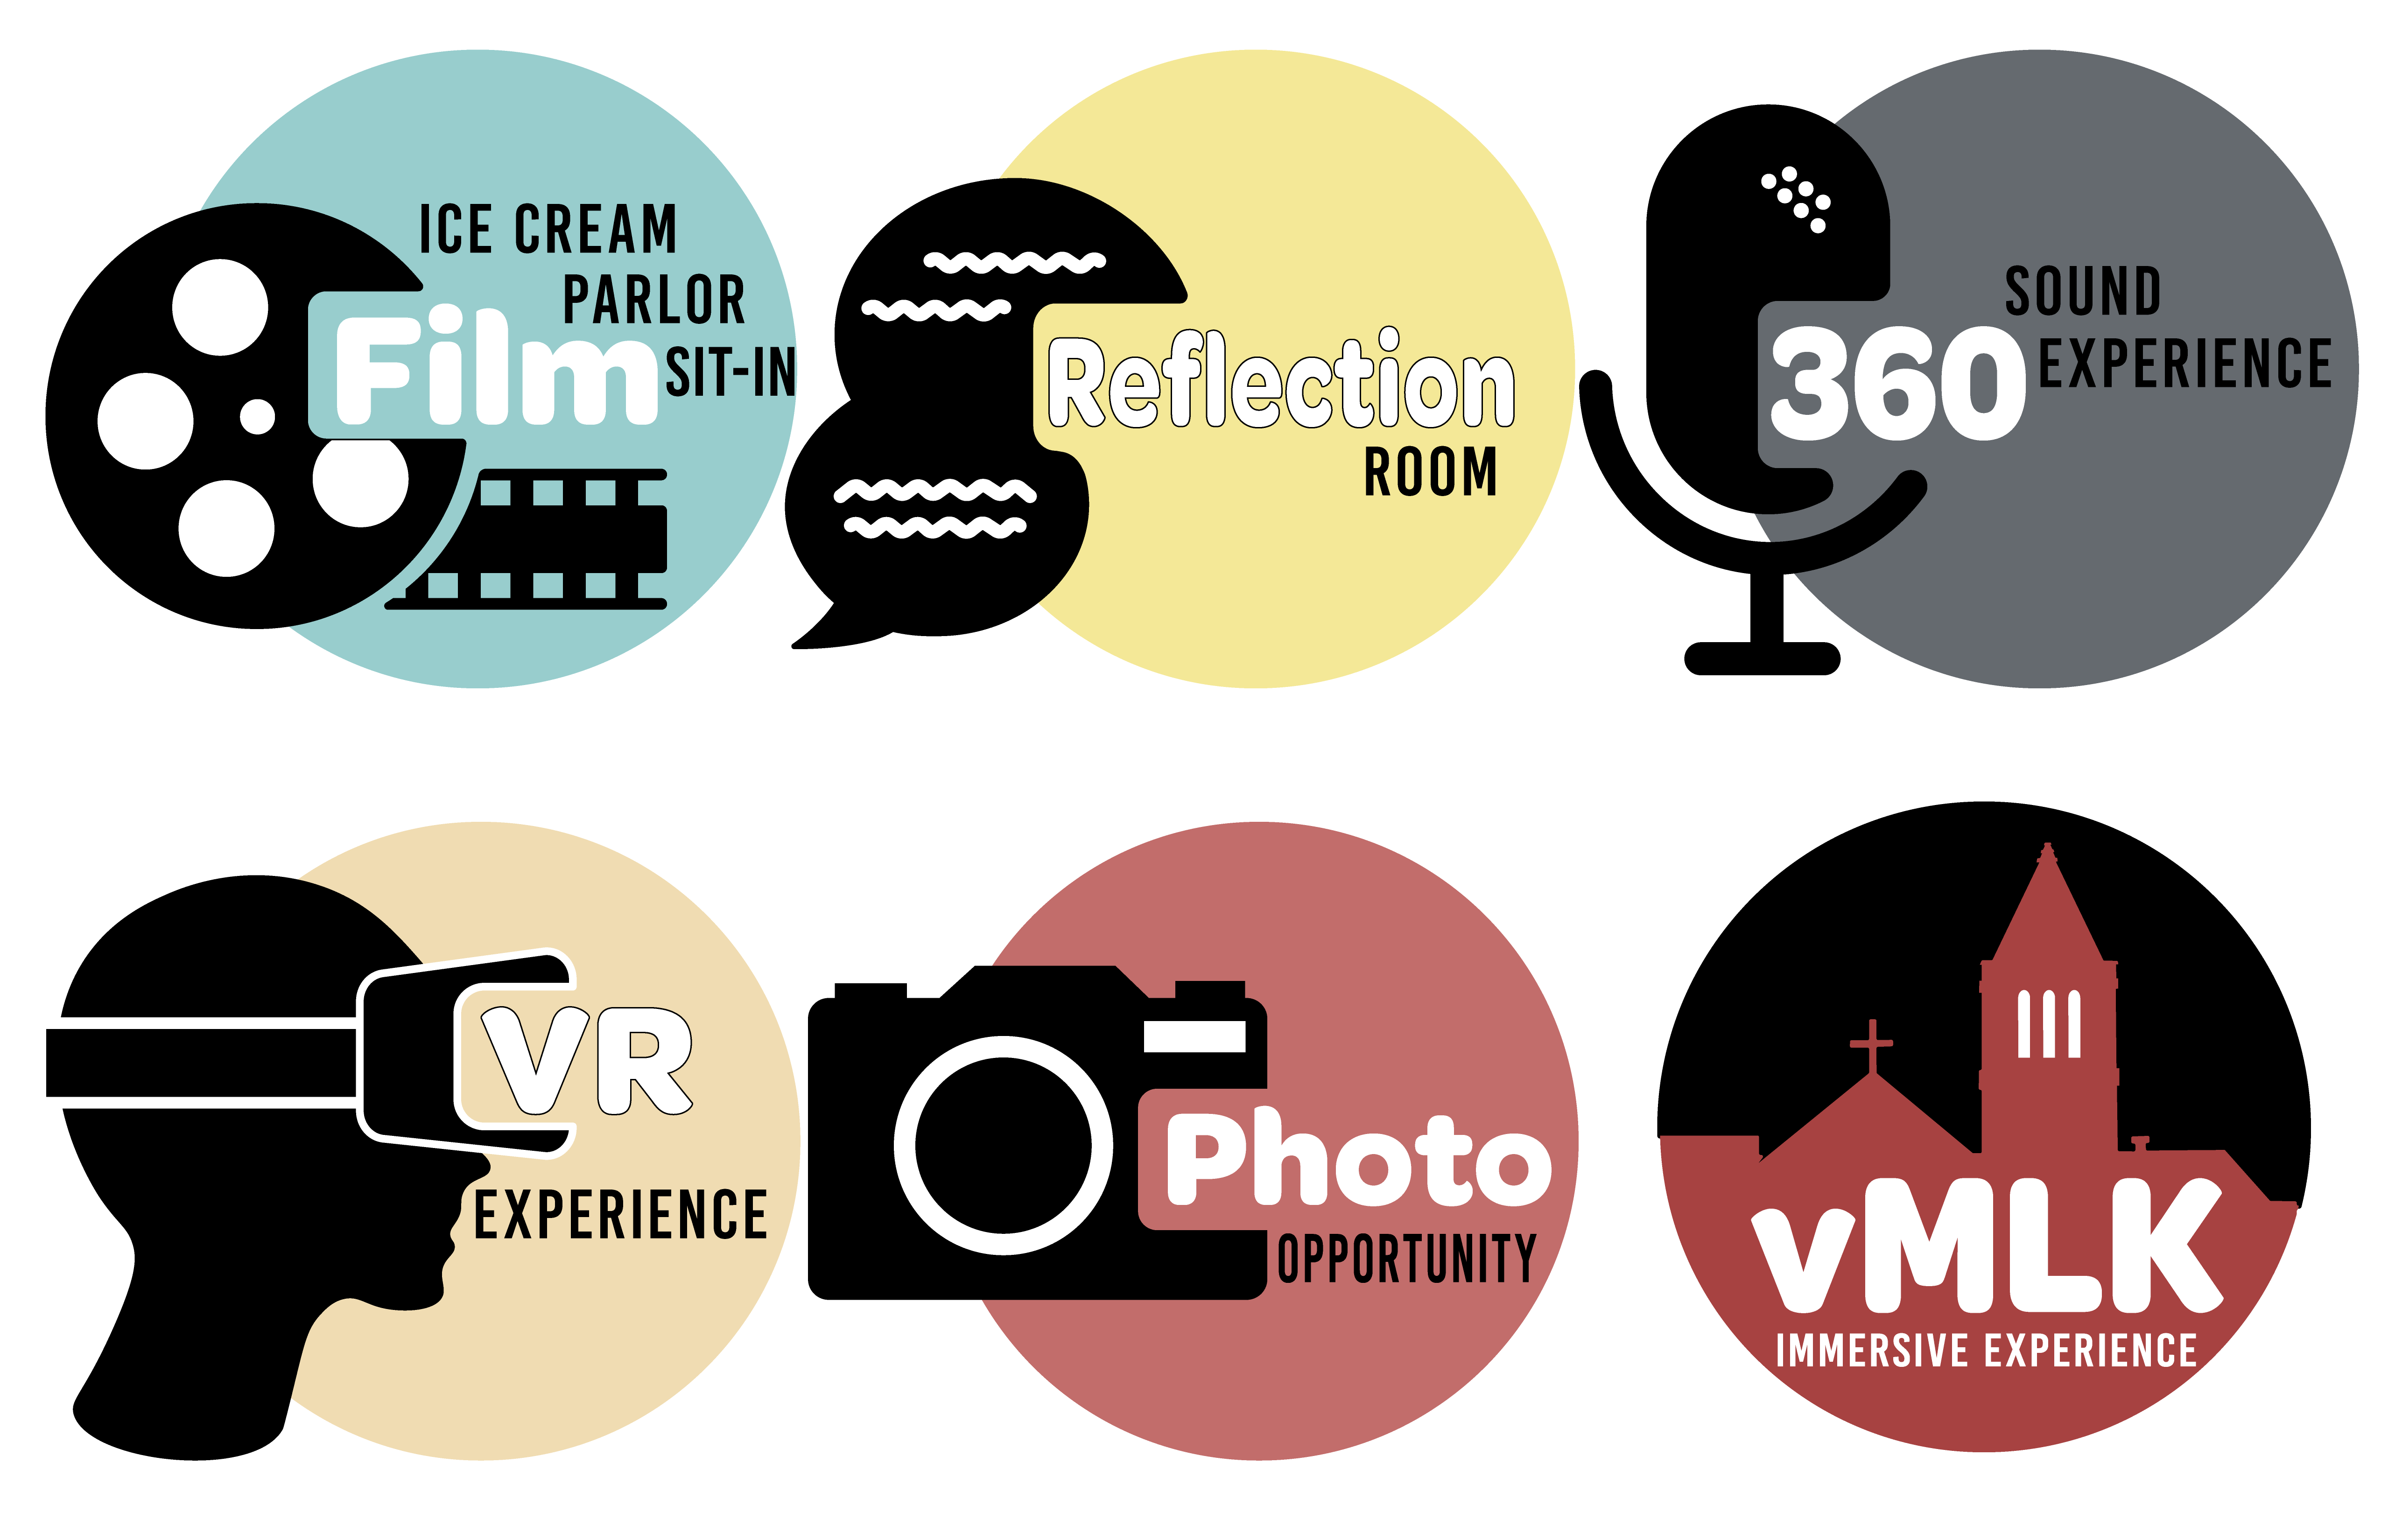 ICE CREAM
PARLOR
Film SIT-IN
Reflection
ROOM
SOUND
360 EXPERIENCE
VR
EXPERIENCE
Photo
OPPORTUNITY
vMLK
IMMERSIVE EXPERIENCE